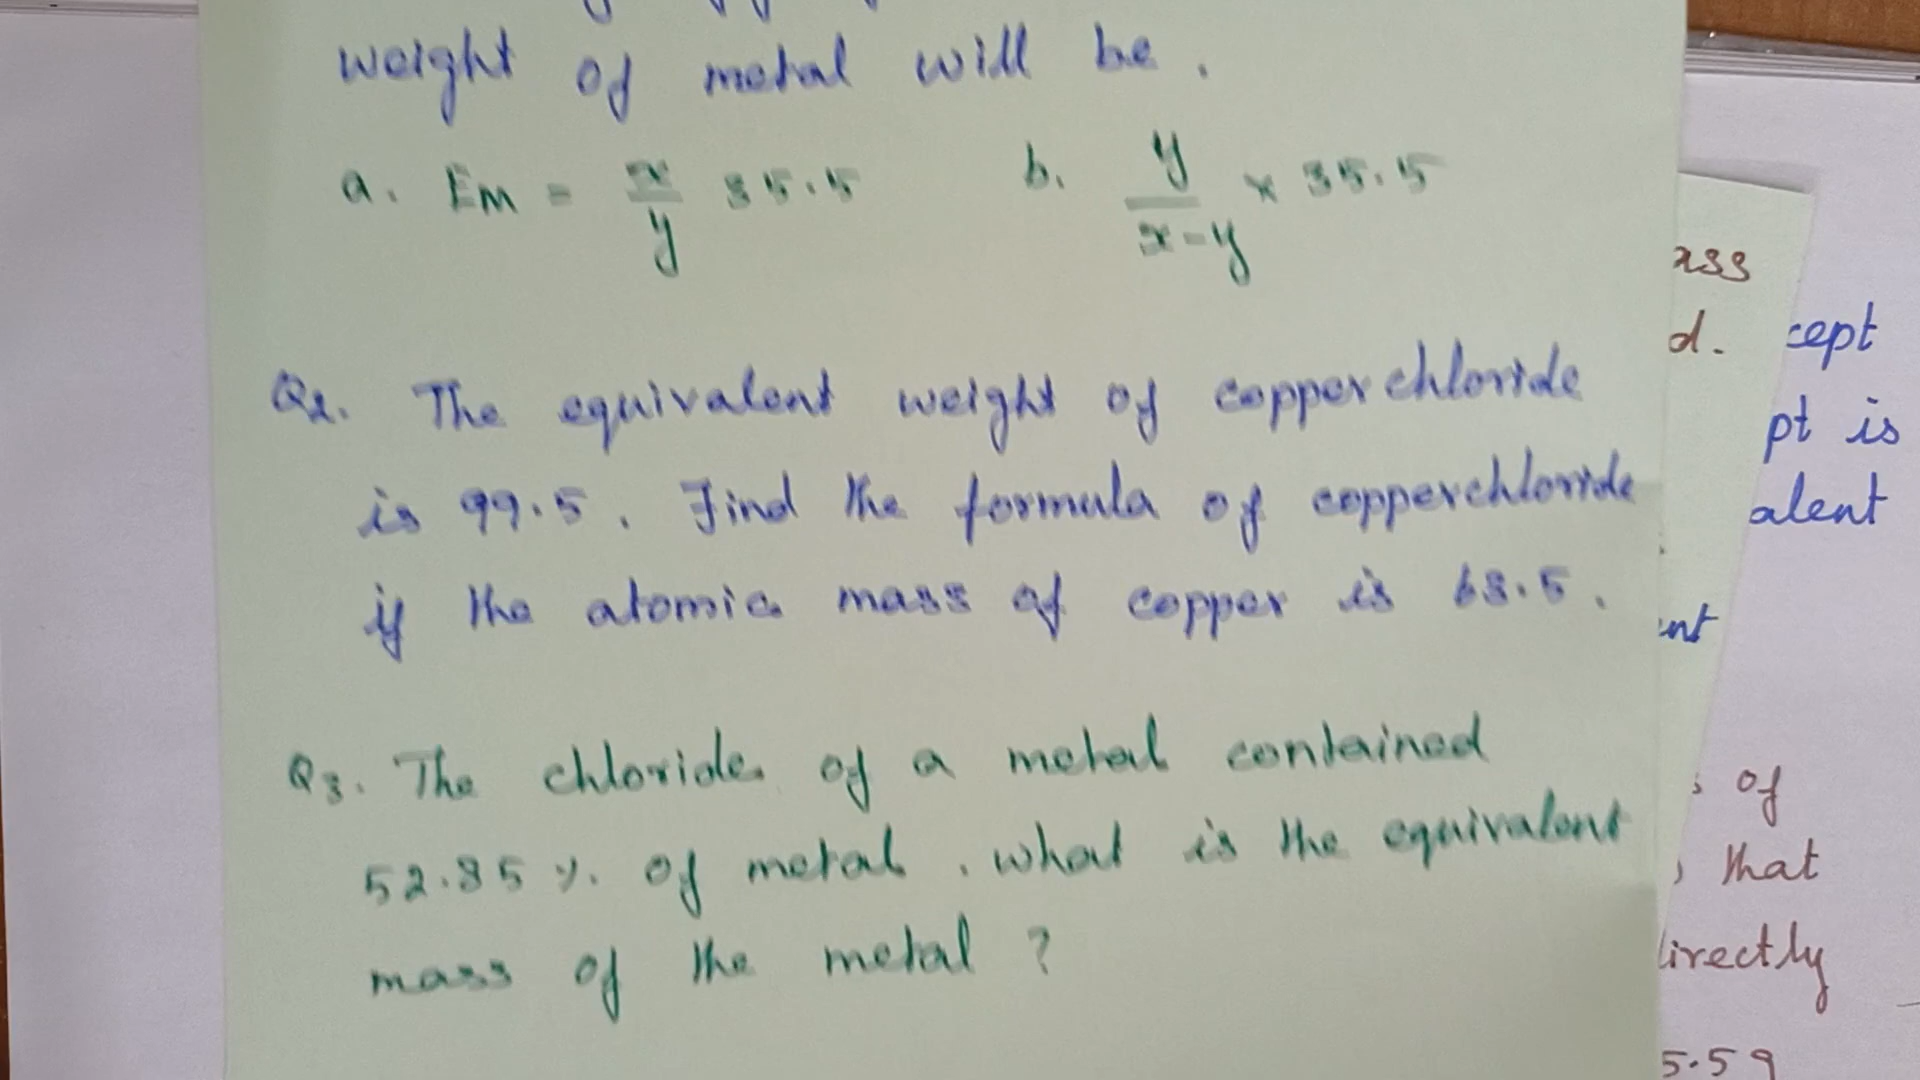 weight of metal will be.
a. EM = x/y 35.5 b. y/x-y × 35.5
Q2. The equivalent weight of copper chloride
is 99.5. Find the formula of copperchloride
if the atomic mass of copper is 63.5.
Q3. The chloride of a metal contained
52.85 %. of metal. what is the equivalent
mass of the metal ?
ass
d. cept
pt is
alent
of
, that
irectly
5.5g